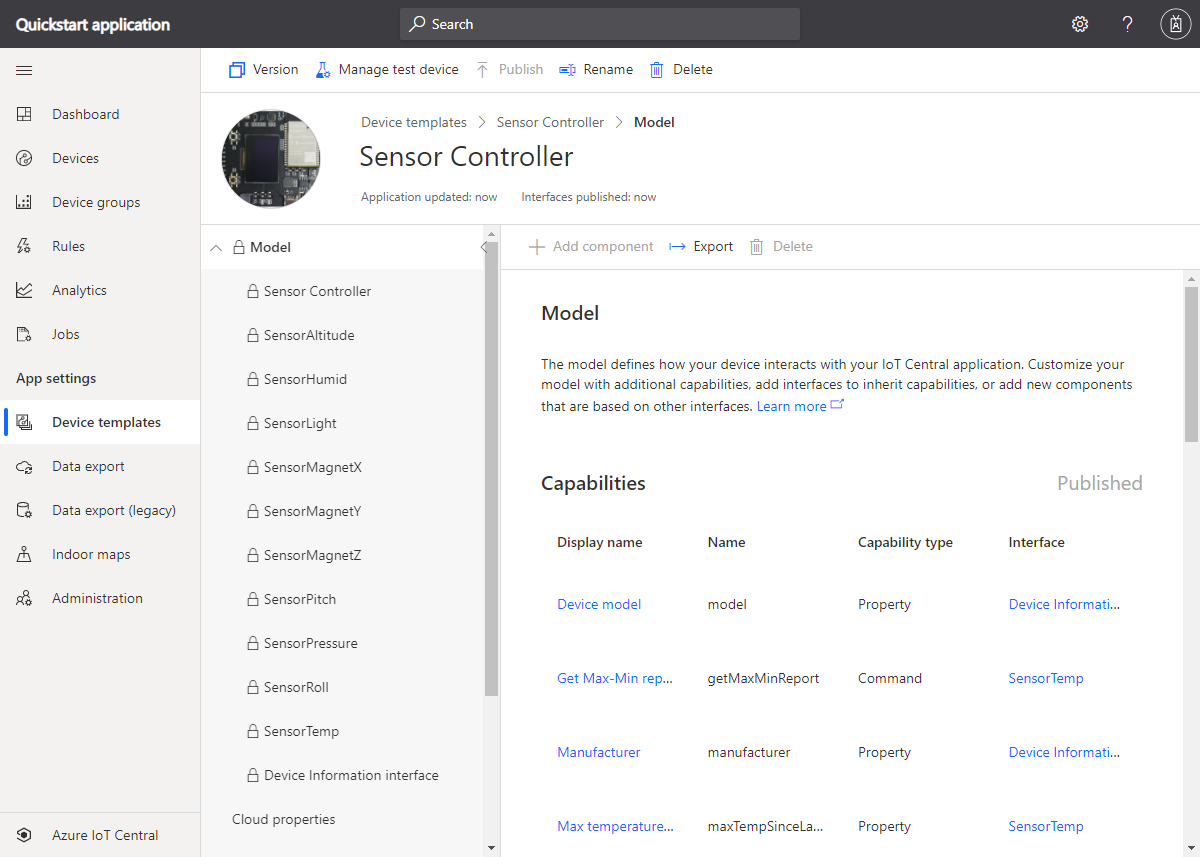 Quickstart application
Search
?
Version
Manage test device
Publish
Rename
Delete
Dashboard
Devices
Device groups
Rules
Analytics
Jobs
App settings
Device templates
Data export
Data export (legacy)
Indoor maps
Administration
Azure IoT Central
Device templates > Sensor Controller > Model
Sensor Controller
Application updated: now Interfaces published: now
Model
Sensor Controller
SensorAltitude
SensorHumid
SensorLight
SensorMagnetX
SensorMagnetY
SensorMagnetZ
SensorPitch
SensorPressure
SensorRoll
SensorTemp
Device Information interface
Cloud properties
Add component
Export
Delete
Model
The model defines how your device interacts with your IoT Central application. Customize your
model with additional capabilities, add interfaces to inherit capabilities, or add new components
that are based on other interfaces. Learn more
Capabilities Published
Display name Name Capability type Interface
Device model model Property Device Informati...
Get Max-Min rep... getMaxMinReport Command SensorTemp
Manufacturer manufacturer Property Device Informati...
Max temperature... maxTempSinceLa... Property SensorTemp